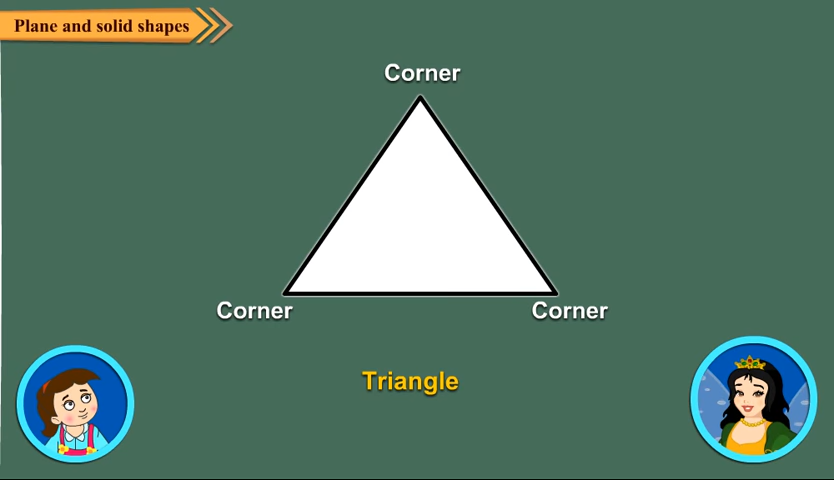 Plane and solid shapes
Corner
Corner
Corner
Triangle